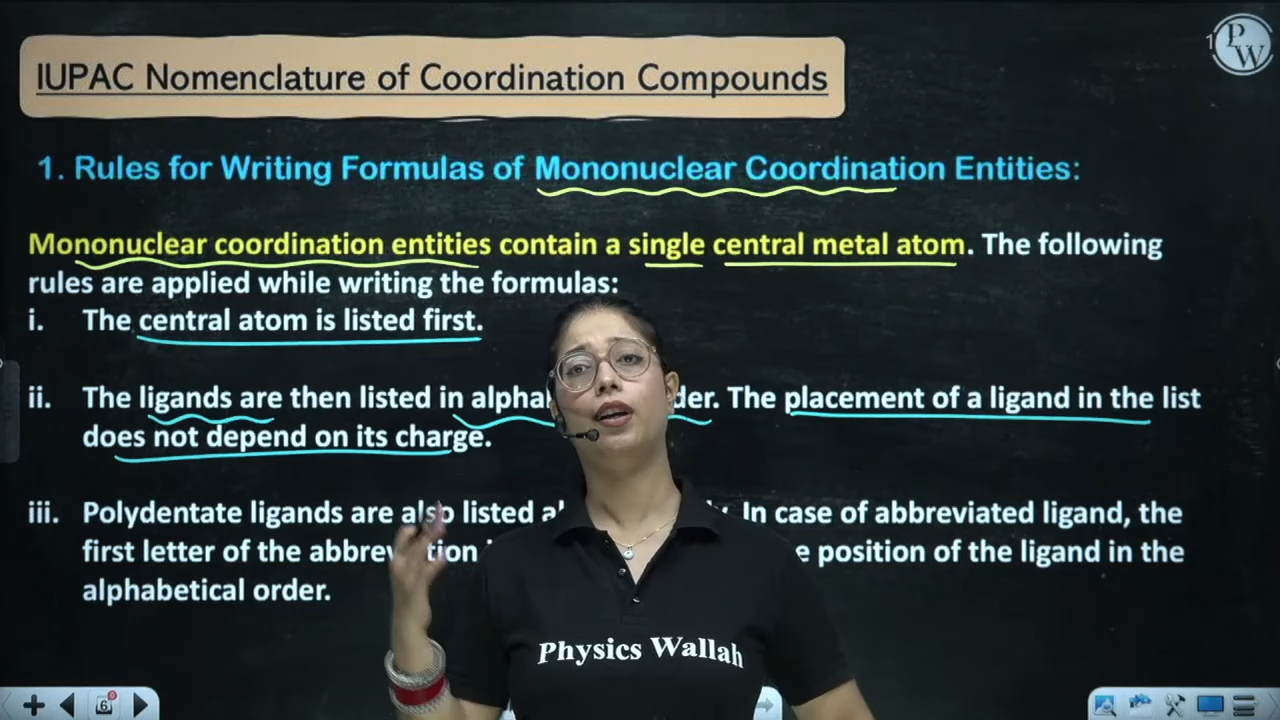 IUPAC Nomenclature of Coordination Compounds
PW
1. Rules for Writing Formulas of Mononuclear Coordination Entities:
Mononuclear coordination entities contain a single central metal atom. The following
rules are applied while writing the formulas:
i. The central atom is listed first.
ii. The ligands are then listed in alpha der. The placement of a ligand in the list
does not depend on its charge.
iii. Polydentate ligands are also listed al y. In case of abbreviated ligand, the
first letter of the position of the ligand in the
alphabetical order.
Physics Wallah
6